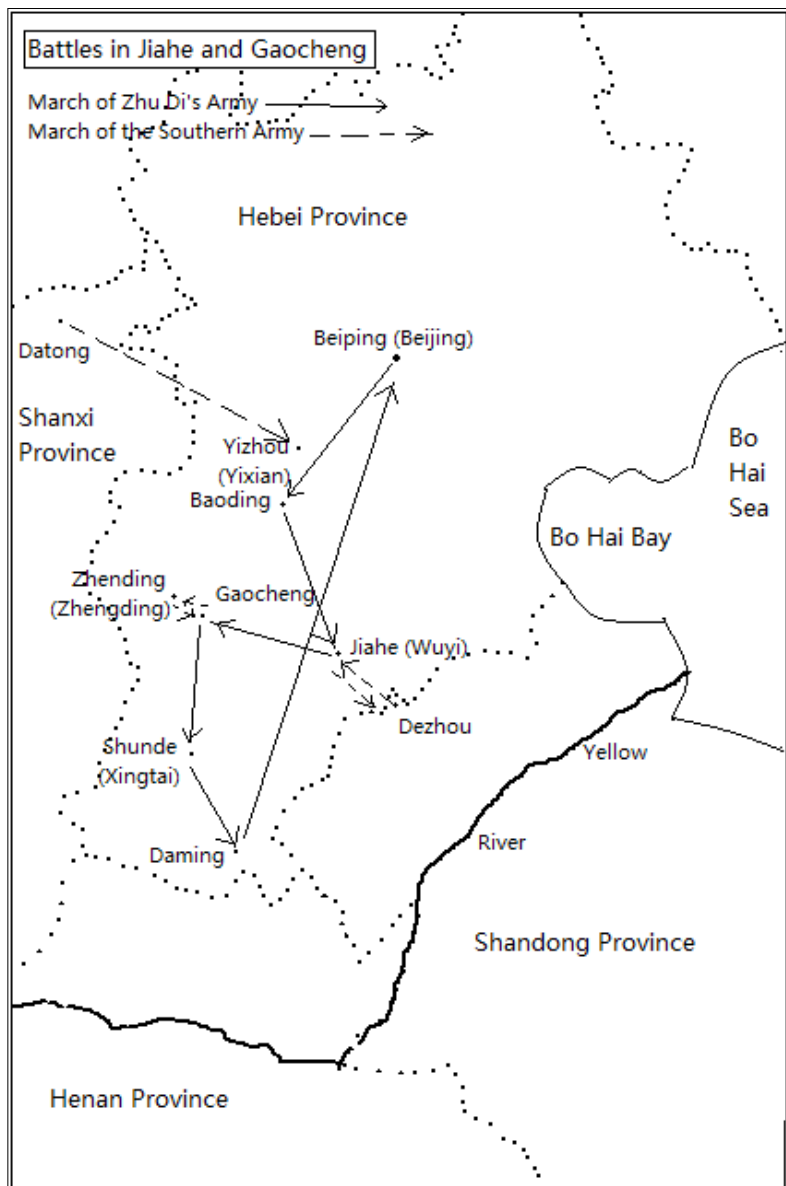 Battles in Jiahe and Gaocheng
March of Zhu Di's Army
March of the Southern Army
Hebei Province
Beiping (Beijing)
Datong
Shanxi
Province
Yizhou
(Yixian)
Baoding
Bo
Hai
Sea
Bo Hai Bay
Zhending
(Zhengding)
Gaocheng
Jiahe (Wuyi)
Dezhou
Shunde
(Xingtai)
Yellow
River
Daming
Shandong Province
Henan Province